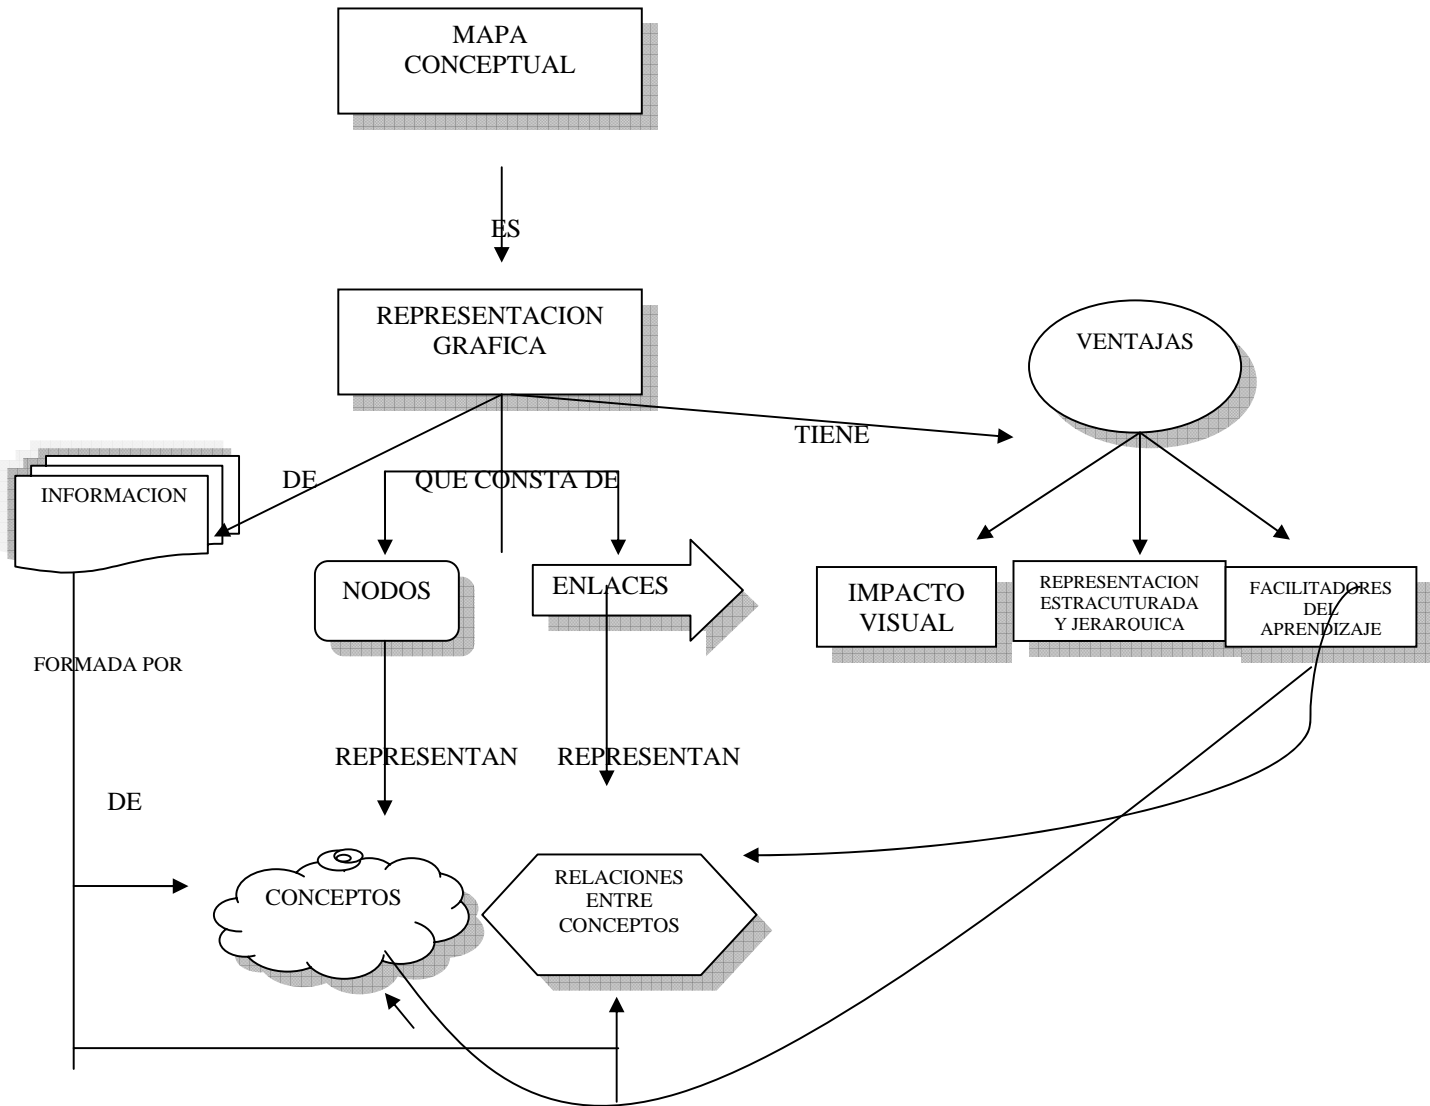 MAPA
CONCEPTUAL
ES
REPRESENTACION
GRAFICA
VENTAJAS
TIENE
INFORMACION
DE
QUE CONSTA DE
NODOS
ENLACES
IMPACTO
VISUAL
REPRESENTACION
ESTRACUTURADA
Y JERARQUICA
FACILITADORES
DEL
APRENDIZAJE
FORMADA POR
REPRESENTAN
REPRESENTAN
DE
CONCEPTOS
RELACIONES
ENTRE
CONCEPTOS